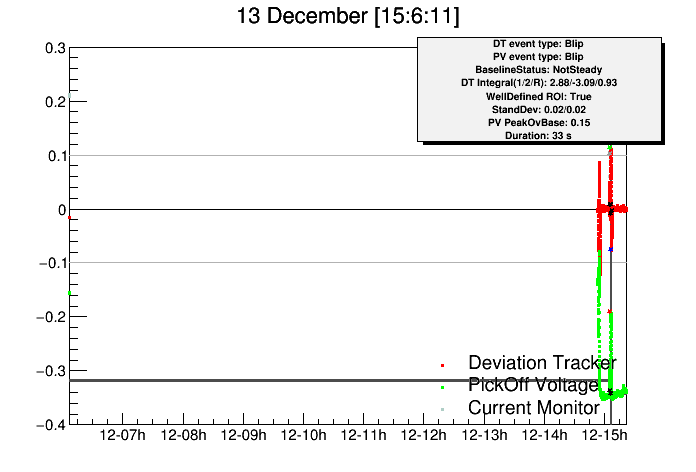 13 December [15:6:11]
DT event type: Blip
PV event type: Blip
BaselineStatus: NotSteady
DT Integral(1/2/R): 2.88/-3.09/0.93
WellDefined ROI: True
StandDev: 0.02/0.02
PV PeakOvBase: 0.15
Duration: 33 s
0.3
0.2
0.1
0
−0.1
−0.2
−0.3
−0.4
Deviation Tracker
PickOff Voltage
Current Monitor
12-07h 12-08h 12-09h 12-10h 12-11h 12-12h 12-13h 12-14h 12-15h